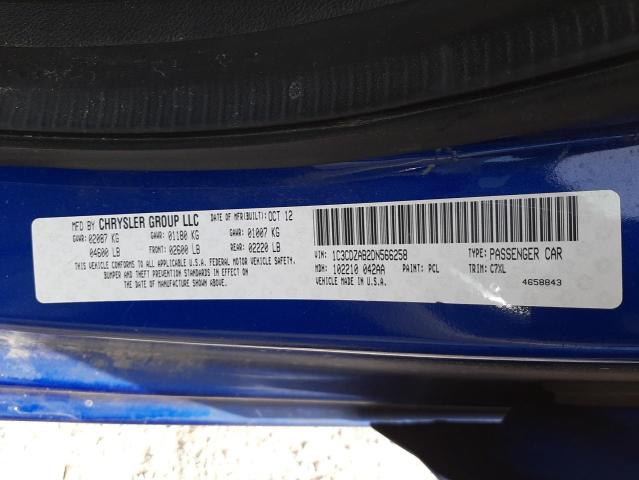 MFD BY CHRYSLER GROUP LLC DATE OF MFR(BUILT): OCT 12
GVWR: 02087 KG GAWR: 01180 KG GAWR: 01007 KG
04600 LB FRONT: 02600 LB REAR: 02220 LB
THIS VEHICLE CONFORMS TO ALL APPLICABLE U.S.A. FEDERAL MOTOR VEHICLE SAFETY,
BUMPER AND THEFT PREVENTION STANDARDS IN EFFECT ON
THE DATE OF MANUFACTURE SHOWN ABOVE.
VIN: 1C3CDZAB2DN566258 TYPE: PASSENGER CAR
MDH: 102210 042AA PAINT: PCL TRIM: C7XL
VEHICLE MADE IN U.S.A. 4658843